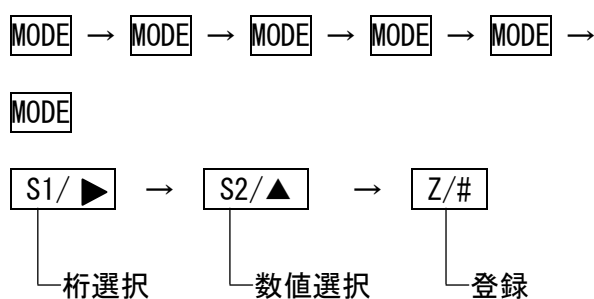 MODE → MODE → MODE → MODE → MODE →
MODE
S1/▶ → S2/▲ → Z/#
桁選択 数値選択 登録